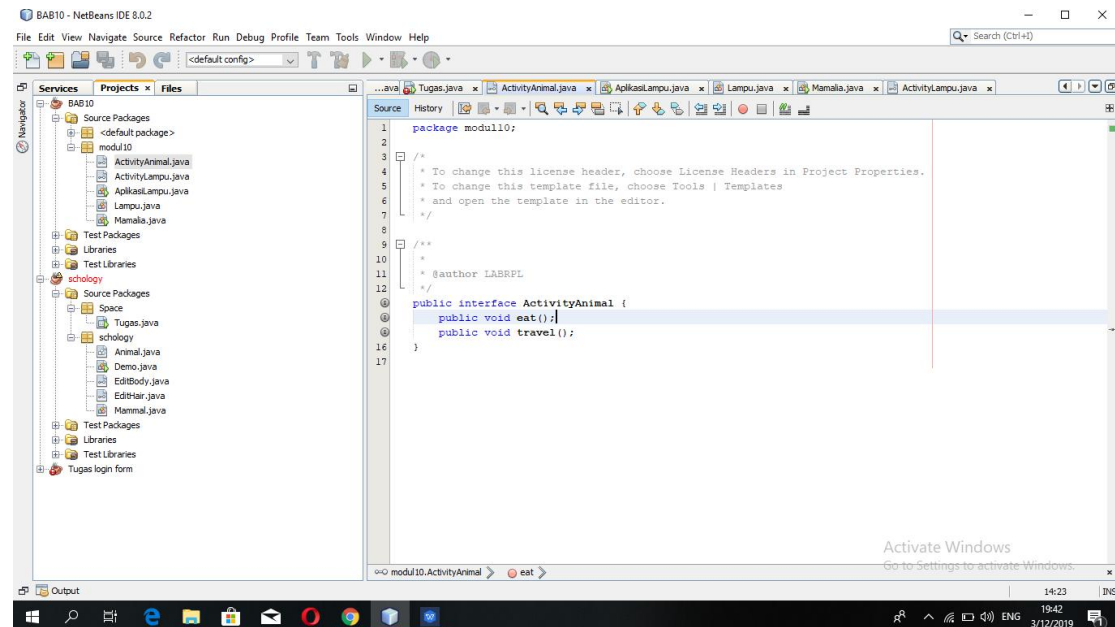 BAB10 - NetBeans IDE 8.0.2
File Edit View Navigate Source Refactor Run Debug Profile Team Tools Window Help
Search (Ctrl+I)
<default config>
Services Projects Files
...ava Tugas.java ActivityAnimal.java AplikasiLampu.java Lampu.java Mamalia.java ActivityLampu.java
Navigator
BAB10
Source Packages
<default package>
modul10
ActivityAnimal.java
ActivityLampu.java
AplikasiLampu.java
Lampu.java
Mamalia.java
Test Packages
Libraries
Test Libraries
schology
Source Packages
Space
Tugas.java
schology
Animal.java
Demo.java
EditBody.java
EditHair.java
Mammal.java
Test Packages
Libraries
Test Libraries
Tugas login form
Source History
1 package modul10;
2
3 /*
4 * To change this license header, choose License Headers in Project Properties.
5 * To change this template file, choose Tools | Templates
6 * and open the template in the editor.
7 */
8
9 /**
10 *
11 * @author LABRPL
12 */
public interface ActivityAnimal {
public void eat();
public void travel();
16 }
17
Activate Windows
Go to Settings to activate Windows.
modul10.ActivityAnimal eat
Output
14:23 INS
ENG
19:42
3/12/2019